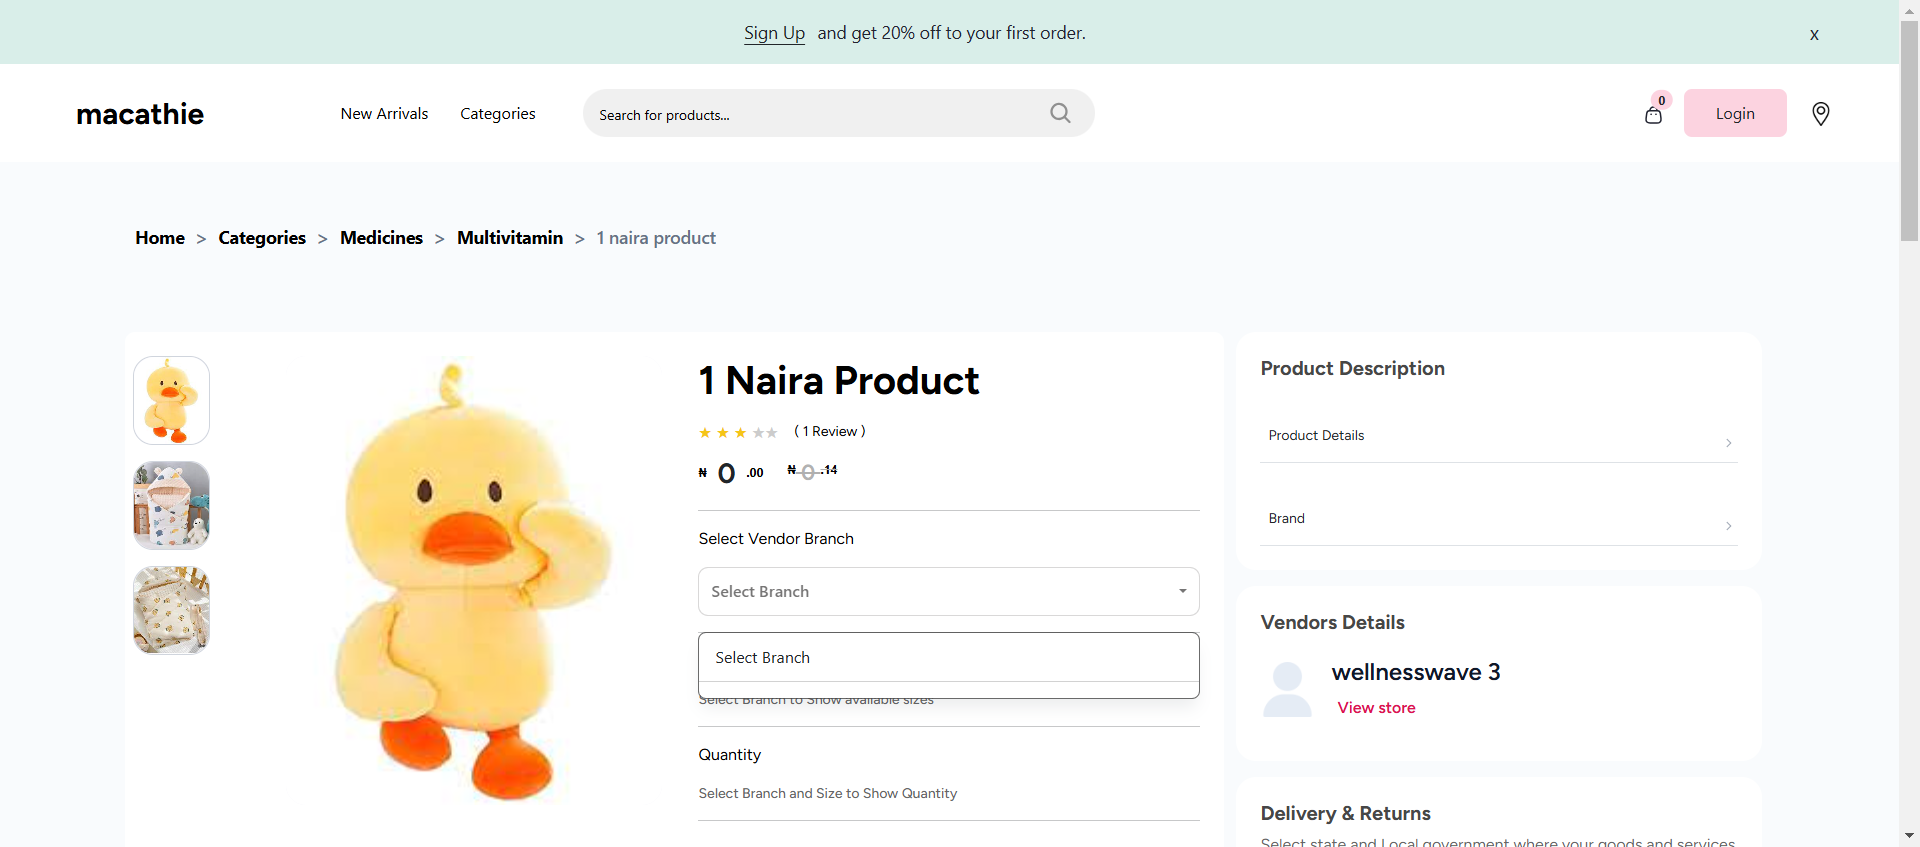 Sign Up and get 20% off to your first order.
x
macathie
New Arrivals
Categories
Search for products...
0
Login
Home > Categories > Medicines > Multivitamin > 1 naira product
1 Naira Product
( 1 Review )
₦ 0 .00 ₦ 0 .14
Select Vendor Branch
Select Branch
Select Branch
Select Branch to Show available sizes
Quantity
Select Branch and Size to Show Quantity
Product Description
Product Details
Brand
Vendors Details
wellnesswave 3
View store
Delivery & Returns
Select state and Local government where your goods and services